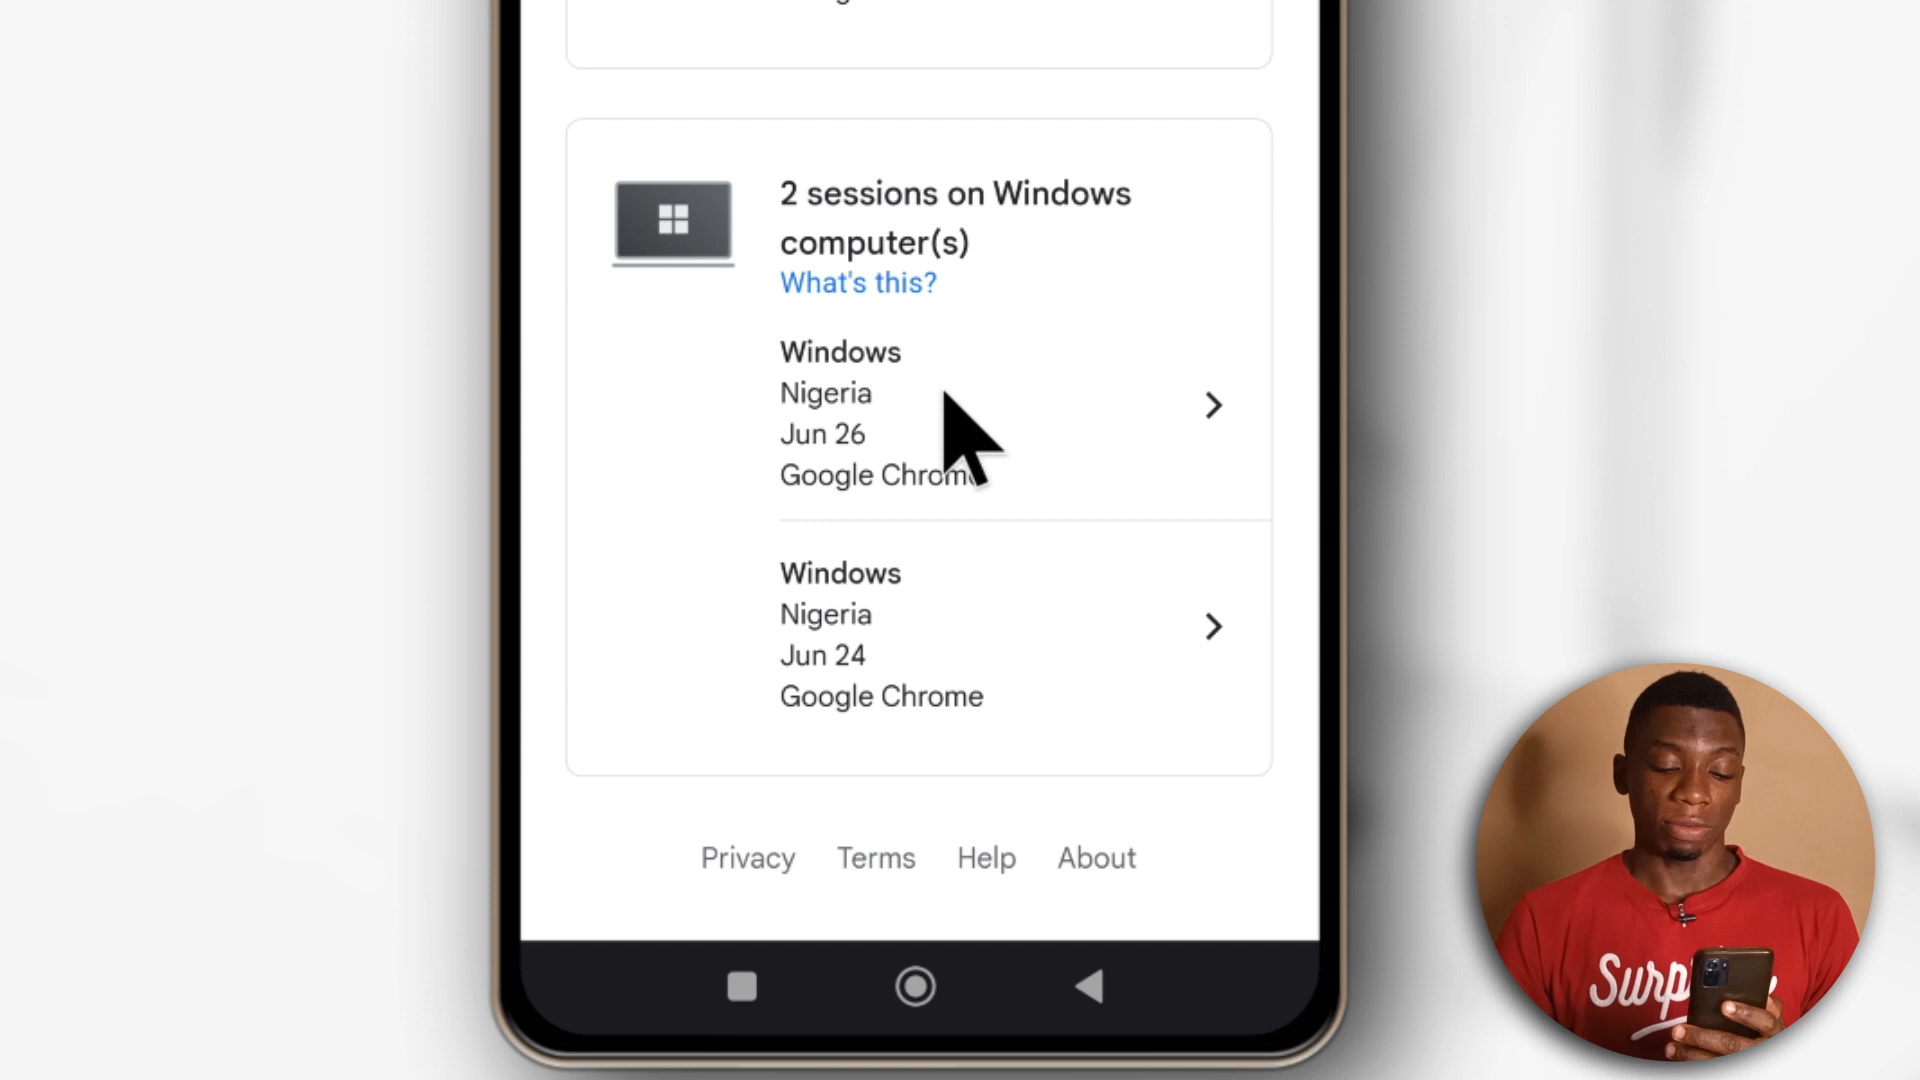 2 sessions on Windows
computer(s)
What's this?
Windows
Nigeria
Jun 26
Google Chrome
Windows
Nigeria
Jun 24
Google Chrome
Privacy Terms Help About